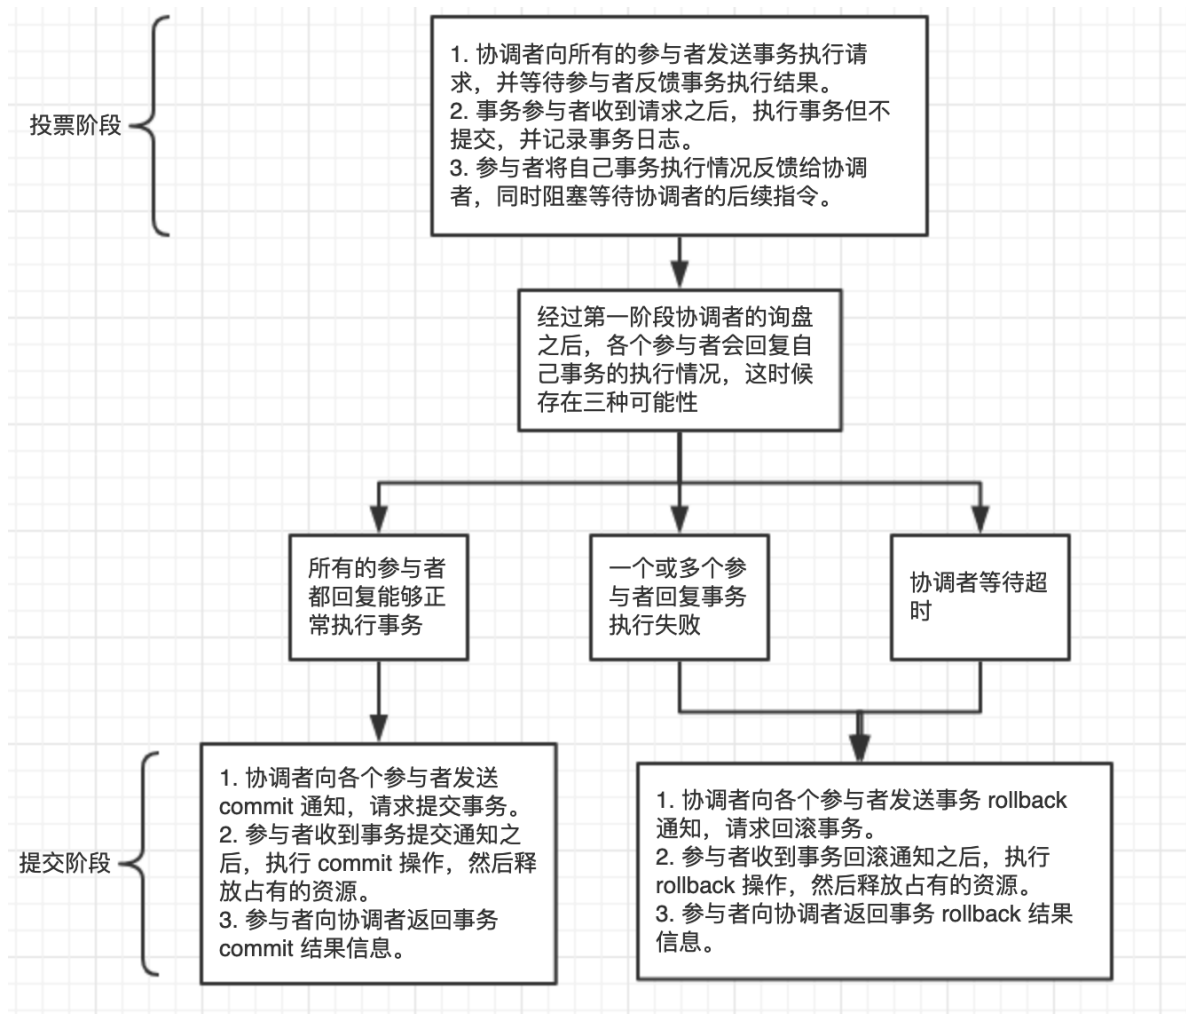 投票阶段
1. 协调者向所有的参与者发送事务执行请
求，并等待参与者反馈事务执行结果。
2. 事务参与者收到请求之后，执行事务但不
提交，并记录事务日志。
3. 参与者将自己事务执行情况反馈给协调
者，同时阻塞等待协调者的后续指令。
经过第一阶段协调者的询盘
之后，各个参与者会回复自
己事务的执行情况，这时候
存在三种可能性
所有的参与者
都回复能够正
常执行事务
一个或多个参
与者回复事务
执行失败
协调者等待超
时
提交阶段
1. 协调者向各个参与者发送
commit 通知，请求提交事务。
2. 参与者收到事务提交通知之
后，执行 commit 操作，然后释
放占有的资源。
3. 参与者向协调者返回事务
commit 结果信息。
1. 协调者向各个参与者发送事务 rollback
通知，请求回滚事务。
2. 参与者收到事务回滚通知之后，执行
rollback 操作，然后释放占有的资源。
3. 参与者向协调者返回事务 rollback 结果
信息。